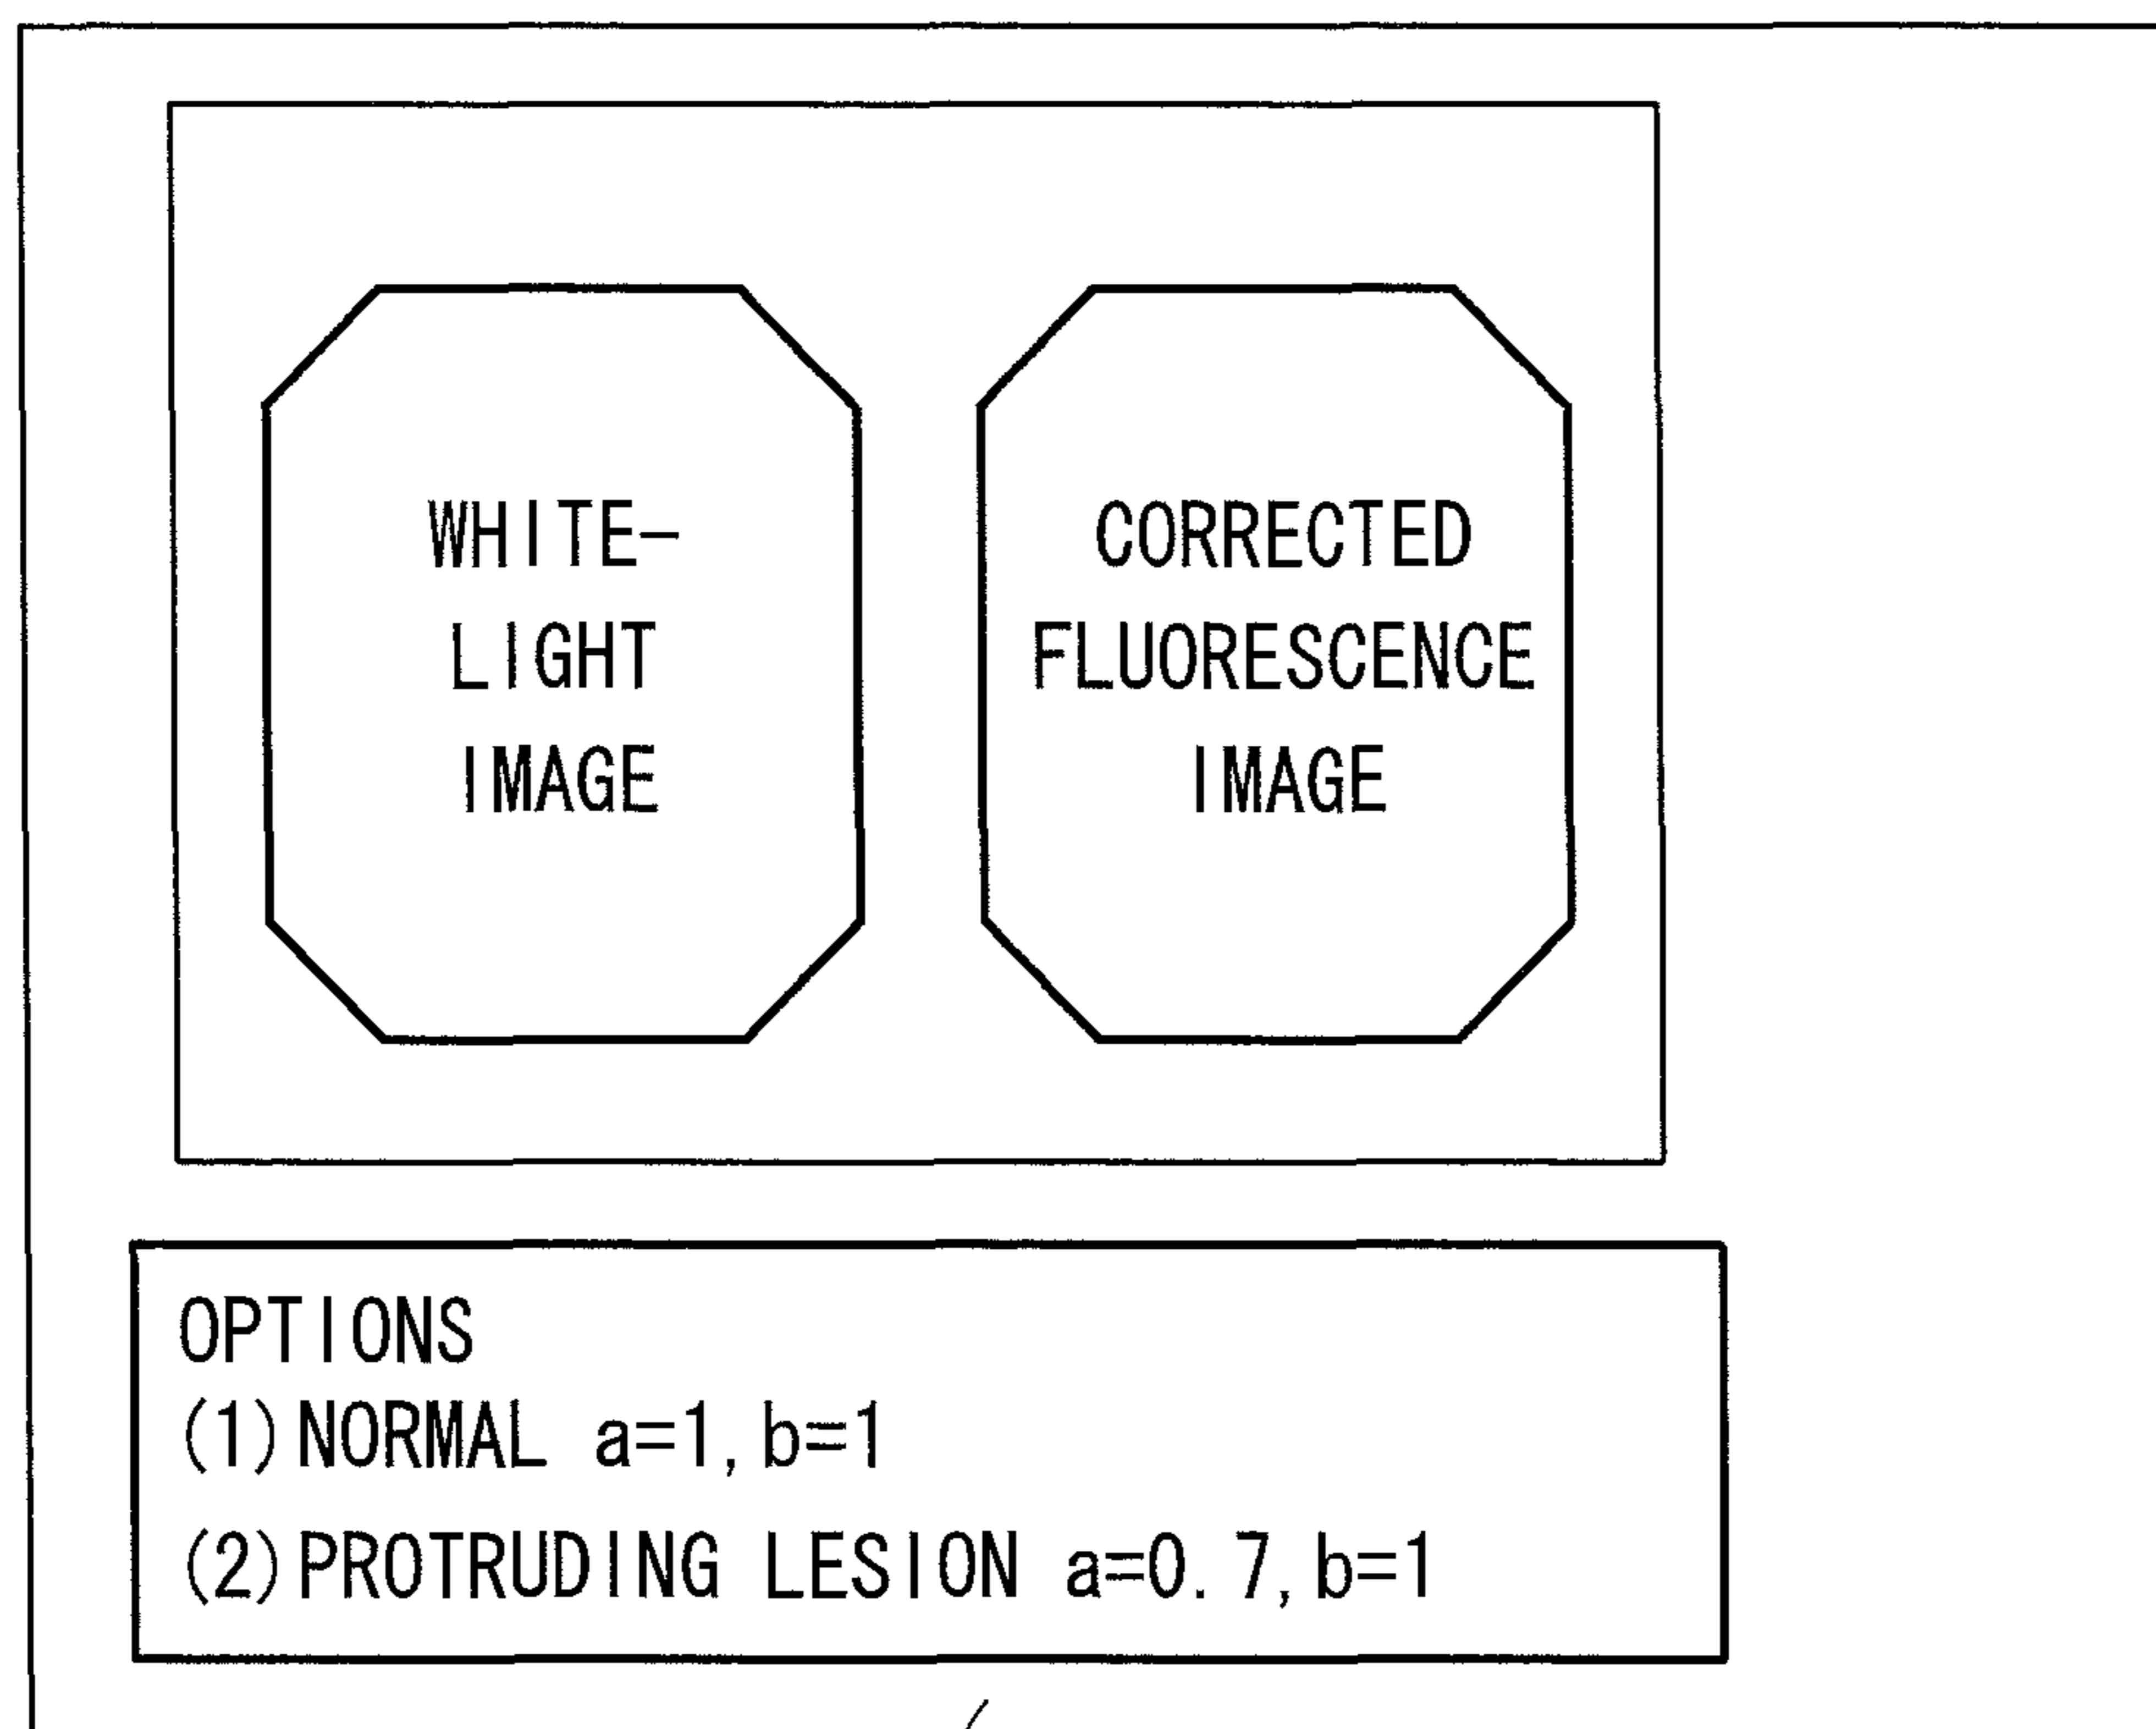 WHITE-
LIGHT
IMAGE
CORRECTED
FLUORESCENCE
IMAGE
OPTIONS
(1) NORMAL a=1, b=1
(2) PROTRUDING LESION a=0.7, b=1